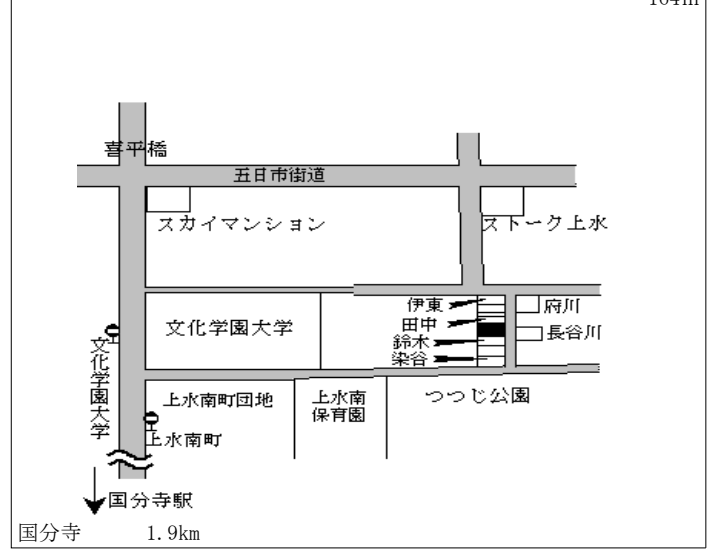 164m
喜平橋
五日市街道
スカイマンション
ストーク上水
伊東
府川
文化学園大学
田中
長谷川
鈴木
染谷
文化学園大学
上水南町団地
上水南
保育園
つつじ公園
上水南町
国分寺駅
国分寺 1.9km